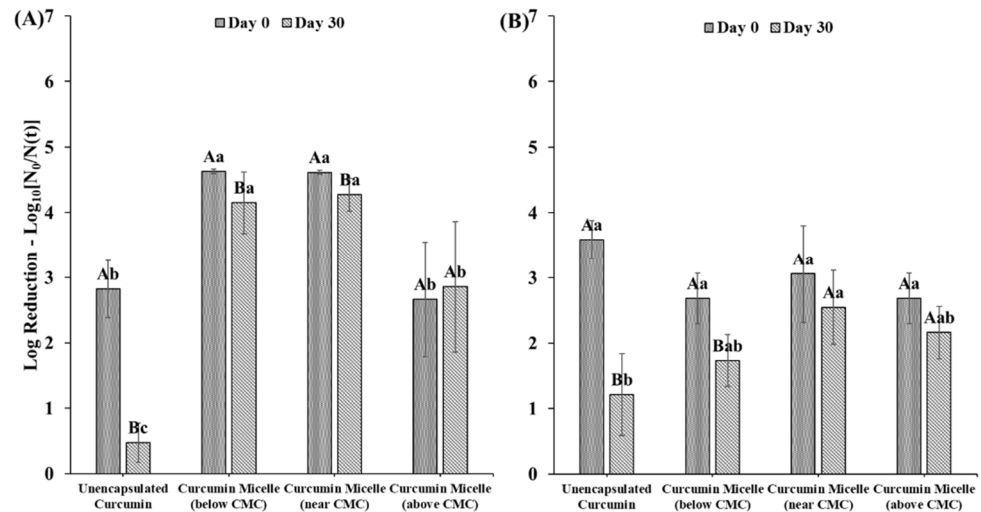 (A)
Day 0 Day 30
Log Reduction - Log10[N0/N(t)]
7
6
5
4
3
2
1
0
Ab
Bc
Aa
Ba
Aa
Ba
Ab
Ab
Unencapsulated
Curcumin
Curcumin Micelle
(below CMC)
Curcumin Micelle
(near CMC)
Curcumin Micelle
(above CMC)
(B)
Day 0 Day 30
7
6
5
4
3
2
1
0
Aa
Bb
Aa
Bab
Aa
Aa
Aa
Aab
Unencapsulated
Curcumin
Curcumin Micelle
(below CMC)
Curcumin Micelle
(near CMC)
Curcumin Micelle
(above CMC)